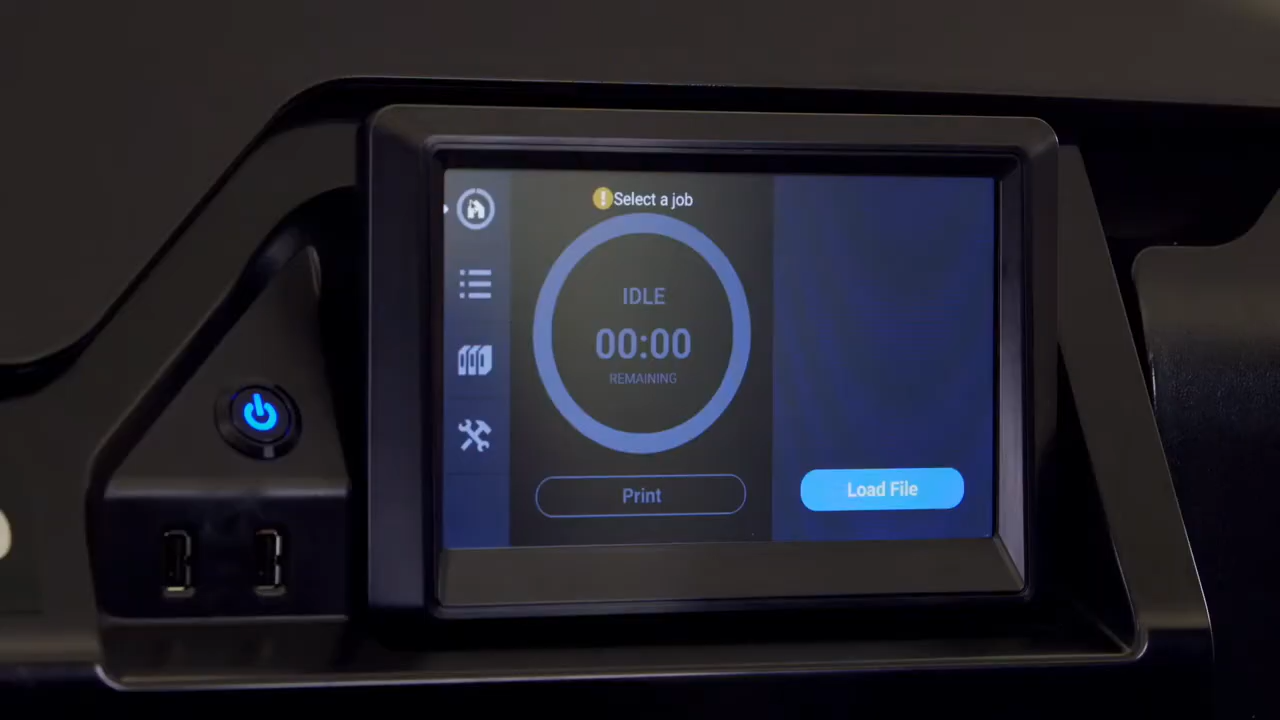 Select a job
IDLE
00:00
REMAINING
Print
Load File